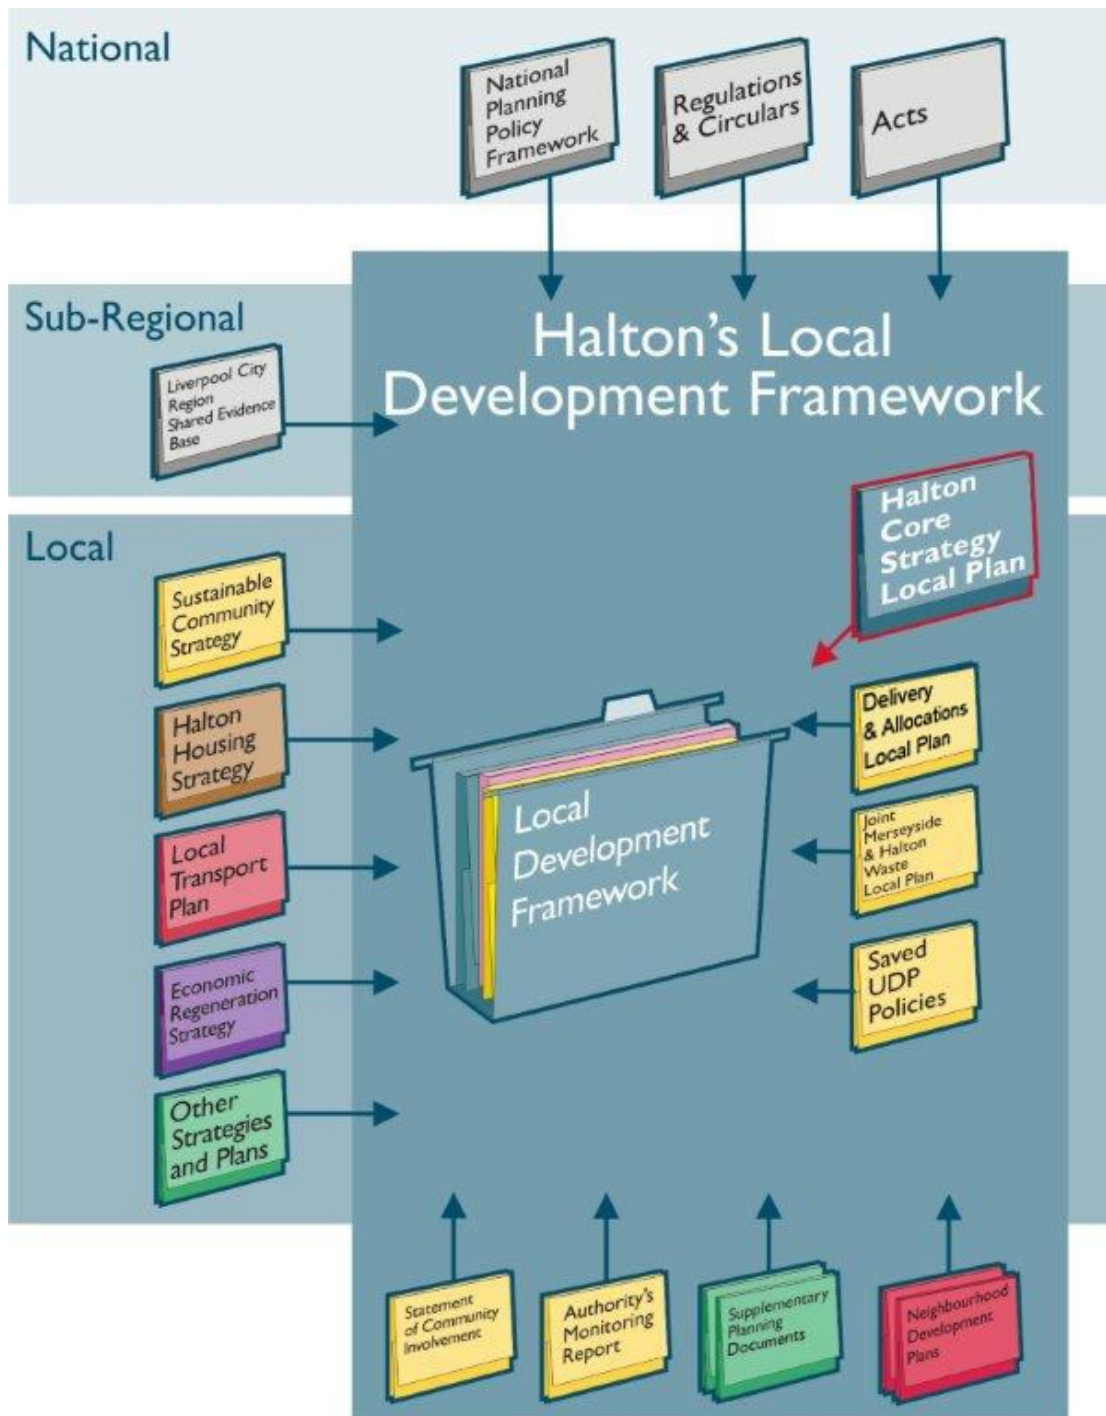 National
National
Planning
Policy
Framework
Regulations
& Circulars
Acts
Sub-Regional
Liverpool City
Region
Shared Evidence
Base
Halton's Local
Development Framework
Halton
Core
Strategy
Local Plan
Local
Sustainable
Community
Strategy
Halton
Housing
Strategy
Local
Transport
Plan
Economic
Regeneration
Strategy
Other
Strategies
and Plans
Local
Development
Framework
Delivery
& Allocations
Local Plan
Joint
Merseyside
& Halton
Waste
Local Plan
Saved
UDP
Policies
Statement
of Community
Involvement
Authority's
Monitoring
Report
Supplementary
Planning
Documents
Neighbourhood
Development
Plans